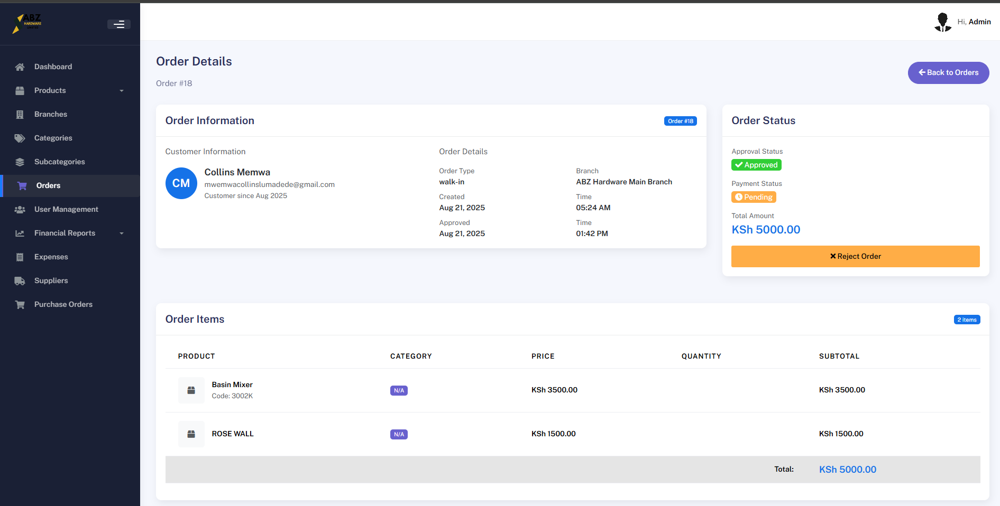 ABZ
HARDWARE
LIMITED
Hi, Admin
Dashboard
Products
Branches
Categories
Subcategories
Orders
User Management
Financial Reports
Expenses
Suppliers
Purchase Orders
Order Details
Order #18
Back to Orders
Order Information
Order #18
Customer Information
CM
Collins Memwa
mwemwacollinslumadede@gmail.com
Customer since Aug 2025
Order Details
Order Type
walk-in
Branch
ABZ Hardware Main Branch
Created
Aug 21, 2025
Time
05:24 AM
Approved
Aug 21, 2025
Time
01:42 PM
Order Status
Approval Status
Approved
Payment Status
Pending
Total Amount
KSh 5000.00
Reject Order
Order Items
2 items
PRODUCT CATEGORY PRICE QUANTITY SUBTOTAL
Basin Mixer
Code: 3002K
N/A
KSh 3500.00
KSh 3500.00
ROSE WALL
N/A
KSh 1500.00
KSh 1500.00
Total: KSh 5000.00